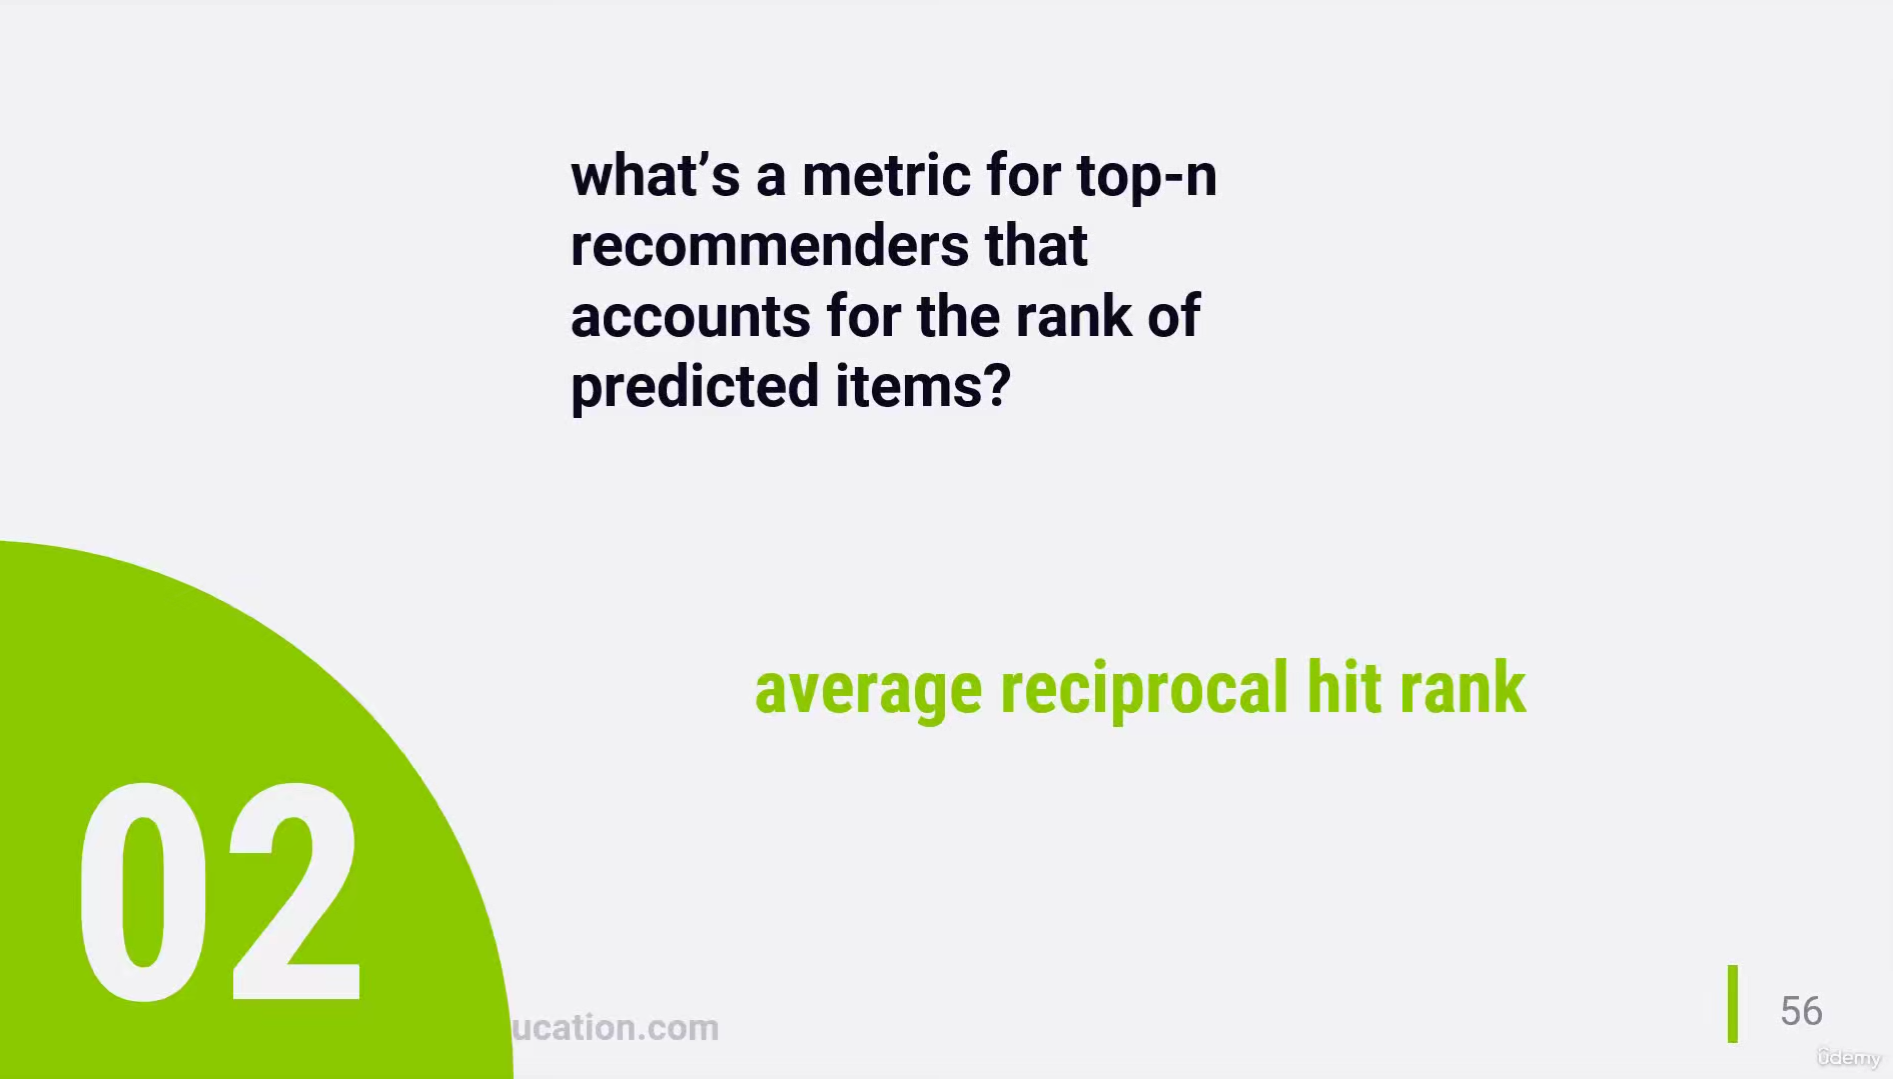 what’s a metric for top-n
recommenders that
accounts for the rank of
predicted items?
average reciprocal hit rank
02
ucation.com
56
ûdemy